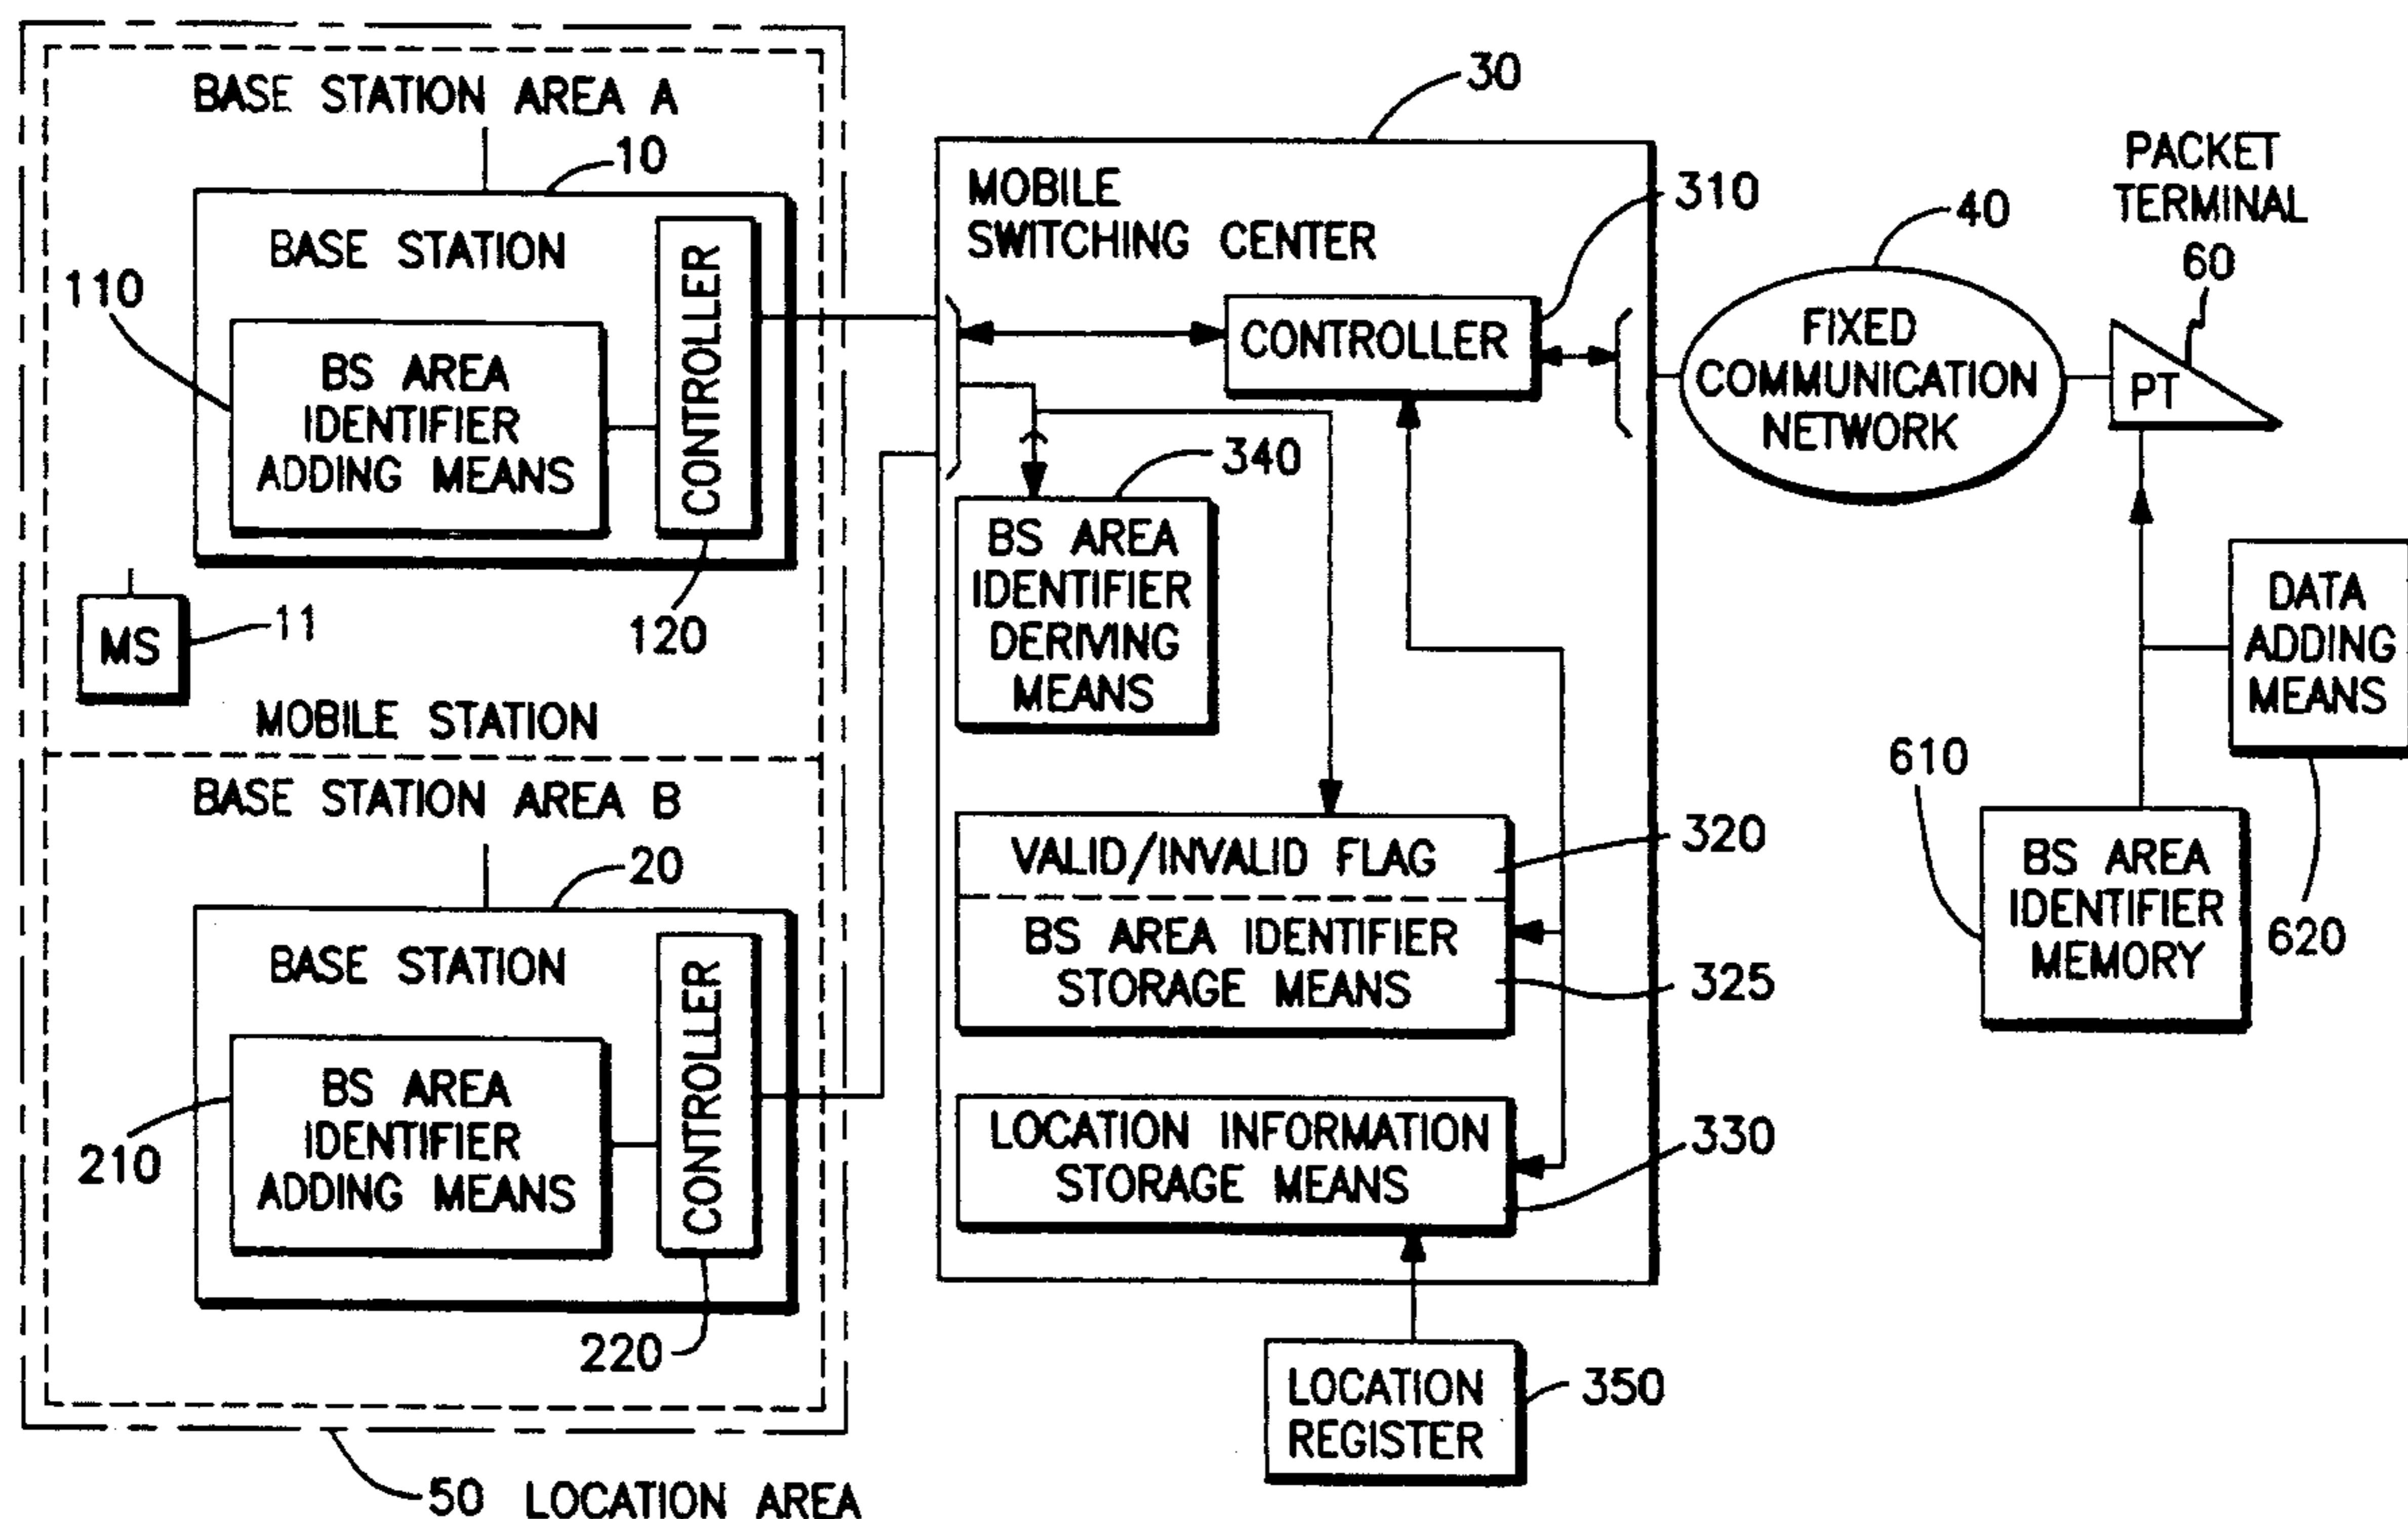 BASE STATION AREA A
10
BASE STATION
110
BS AREA
IDENTIFIER
ADDING MEANS
CONTROLLER
120
MS
11
MOBILE STATION
BASE STATION AREA B
20
BASE STATION
BS AREA
IDENTIFIER
ADDING MEANS
210
CONTROLLER
220
50 LOCATION AREA
30
MOBILE
SWITCHING CENTER
310
CONTROLLER
340
BS AREA
IDENTIFIER
DERIVING
MEANS
VALID/INVALID FLAG
320
BS AREA IDENTIFIER
STORAGE MEANS
325
LOCATION INFORMATION
STORAGE MEANS
330
LOCATION
REGISTER
350
40
FIXED
COMMUNICATION
NETWORK
PACKET
TERMINAL
60
PT
DATA
ADDING
MEANS
620
610
BS AREA
IDENTIFIER
MEMORY